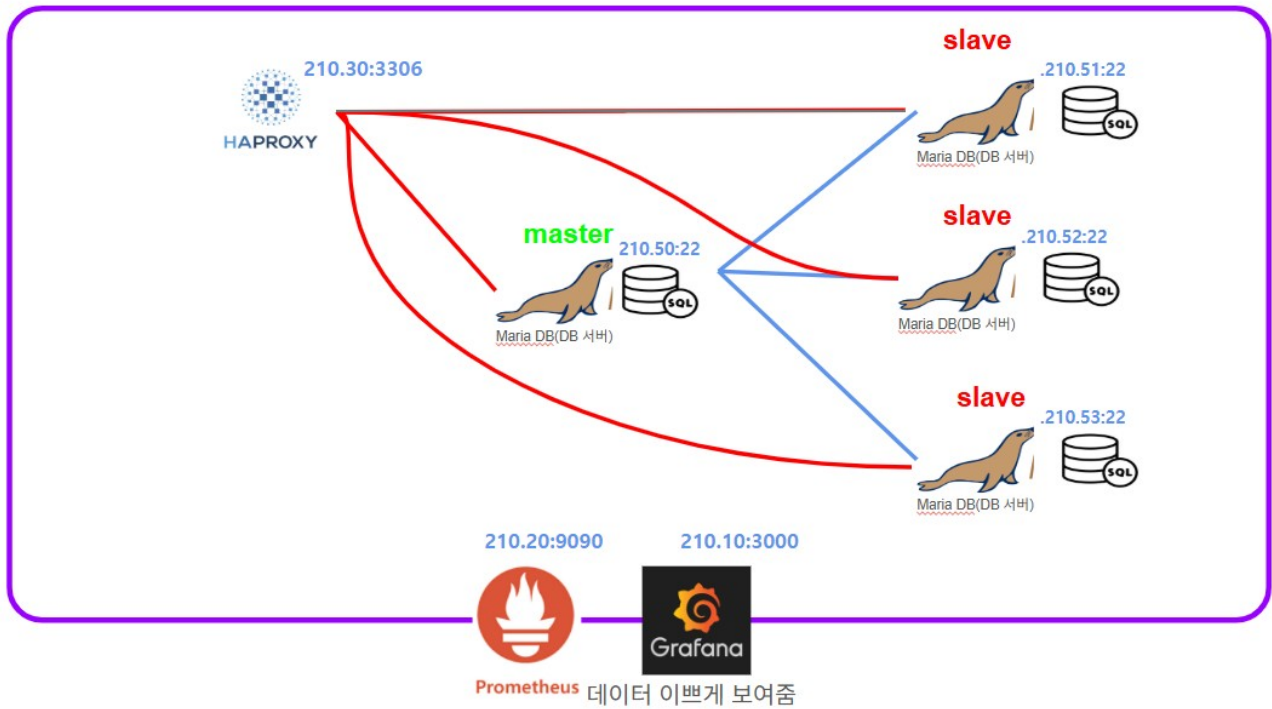 slave
210.30:3306
.210.51:22
HAPROXY
SQL
Maria DB(DB 서버)
slave
master
210.50:22
.210.52:22
SQL
SQL
Maria DB(DB 서버)
Maria DB(DB 서버)
slave
.210.53:22
SQL
Maria DB(DB 서버)
210.20:9090
210.10:3000
Prometheus
Grafana
데이터 이쁘게 보여줌